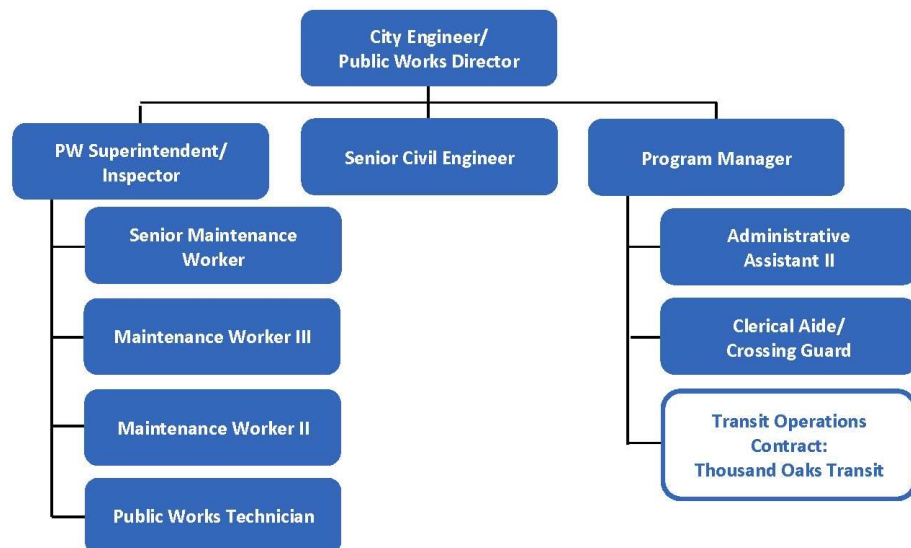 City Engineer/
Public Works Director
PW Superintendent/
Inspector
Senior Civil Engineer
Program Manager
Senior Maintenance
Worker
Maintenance Worker III
Maintenance Worker II
Public Works Technician
Administrative
Assistant II
Clerical Aide/
Crossing Guard
Transit Operations
Contract:
Thousand Oaks Transit